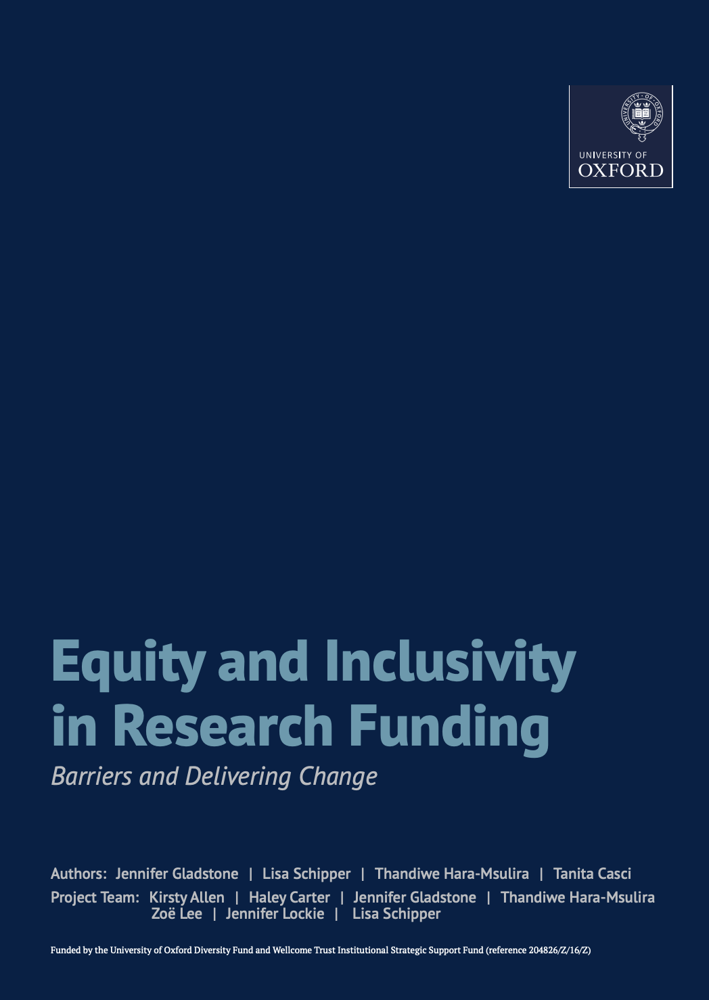 UNIVERSITY OF OXFORD
UNIVERSITY OF
OXFORD
Equity and Inclusivity
in Research Funding
Barriers and Delivering Change
Authors: Jennifer Gladstone | Lisa Schipper | Thandiwe Hara-Msulira | Tanita Casci
Project Team: Kirsty Allen | Haley Carter | Jennifer Gladstone | Thandiwe Hara-Msulira
Zoë Lee | Jennifer Lockie | Lisa Schipper
Funded by the University of Oxford Diversity Fund and Wellcome Trust Institutional Strategic Support Fund (reference 204826/Z/16/Z)